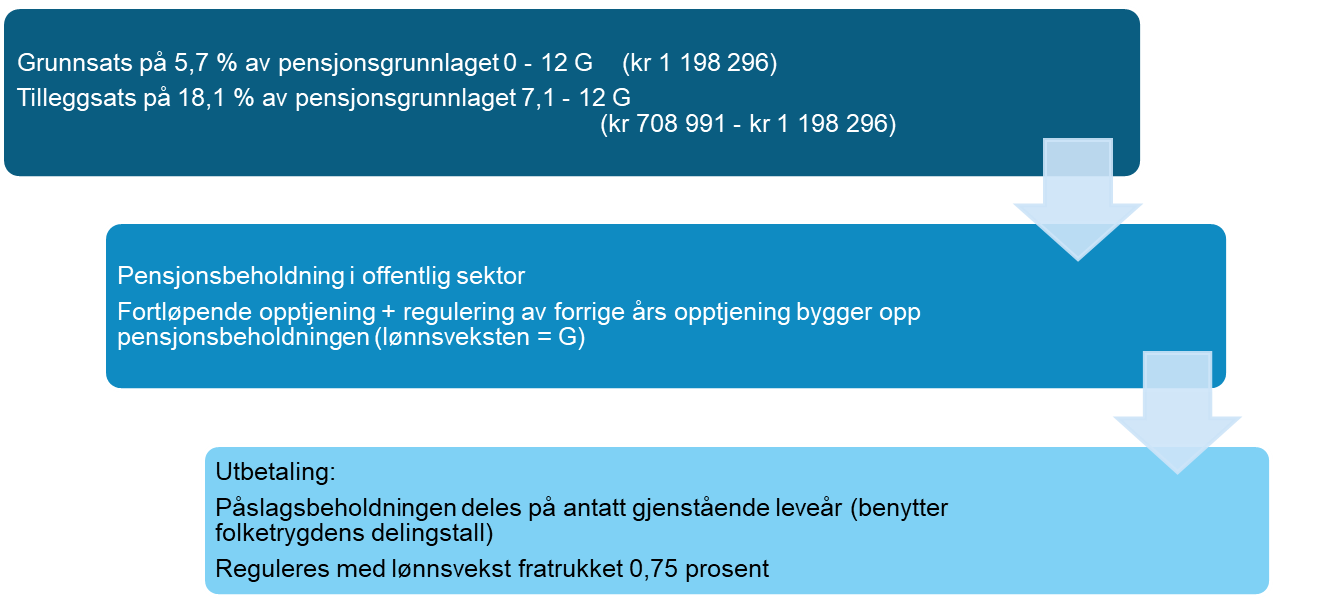 Grunnsats på 5,7 % av pensjonsgrunnlaget 0 - 12 G (kr 1 198 296)
Tilleggsats på 18,1 % av pensjonsgrunnlaget 7,1 - 12 G
(kr 708 991 - kr 1 198 296)
Pensjonsbeholdning i offentlig sektor
Fortløpende opptjening + regulering av forrige års opptjening bygger opp
pensjonsbeholdningen (lønnsveksten = G)
Utbetaling:
Påslagsbeholdningen deles på antatt gjenstående leveår (benytter
folketrygdens delingstall)
Reguleres med lønnsvekst fratrukket 0,75 prosent